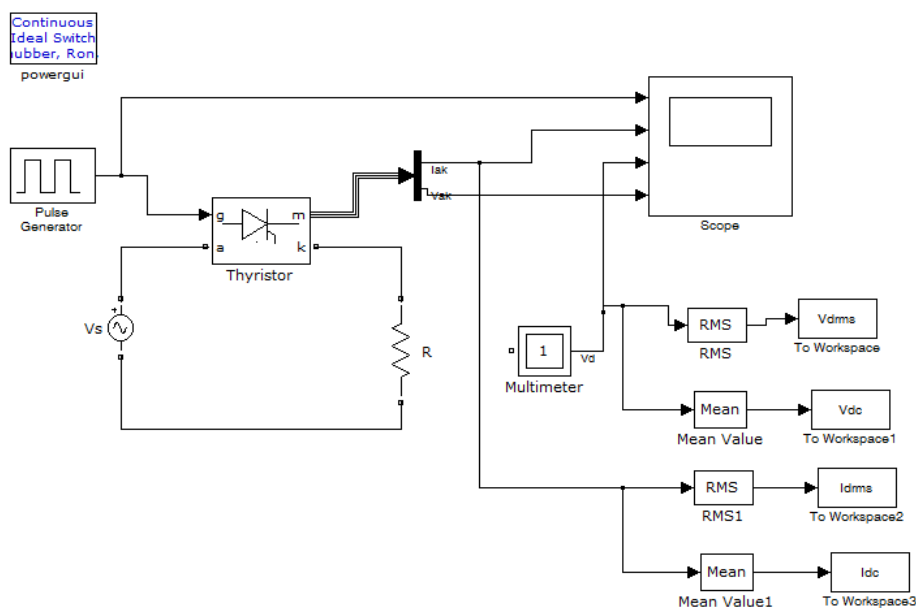 Continuous
Ideal Switch
ubber, Ron
powergui
Pulse
Generator
g
m
a
k
Thyristor
Iak
Vak
Scope
Vs
+
R
1
Vd
Multimeter
RMS
RMS
Vdrms
To Workspace
Mean
Mean Value
Vdc
To Workspace1
RMS
RMS1
Idrms
To Workspace2
Mean
Mean Value1
Idc
To Workspace3